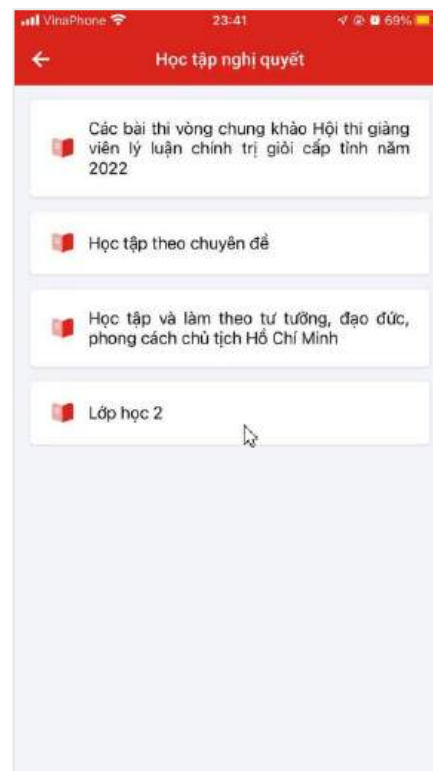 VinaPhone 23:41 69%
Học tập nghị quyết
Các bài thi vòng chung khảo Hội thi giảng
viên lý luận chính trị giỏi cấp tỉnh năm
2022
Học tập theo chuyên đề
Học tập và làm theo tư tưởng, đạo đức,
phong cách chủ tịch Hồ Chí Minh
Lớp học 2